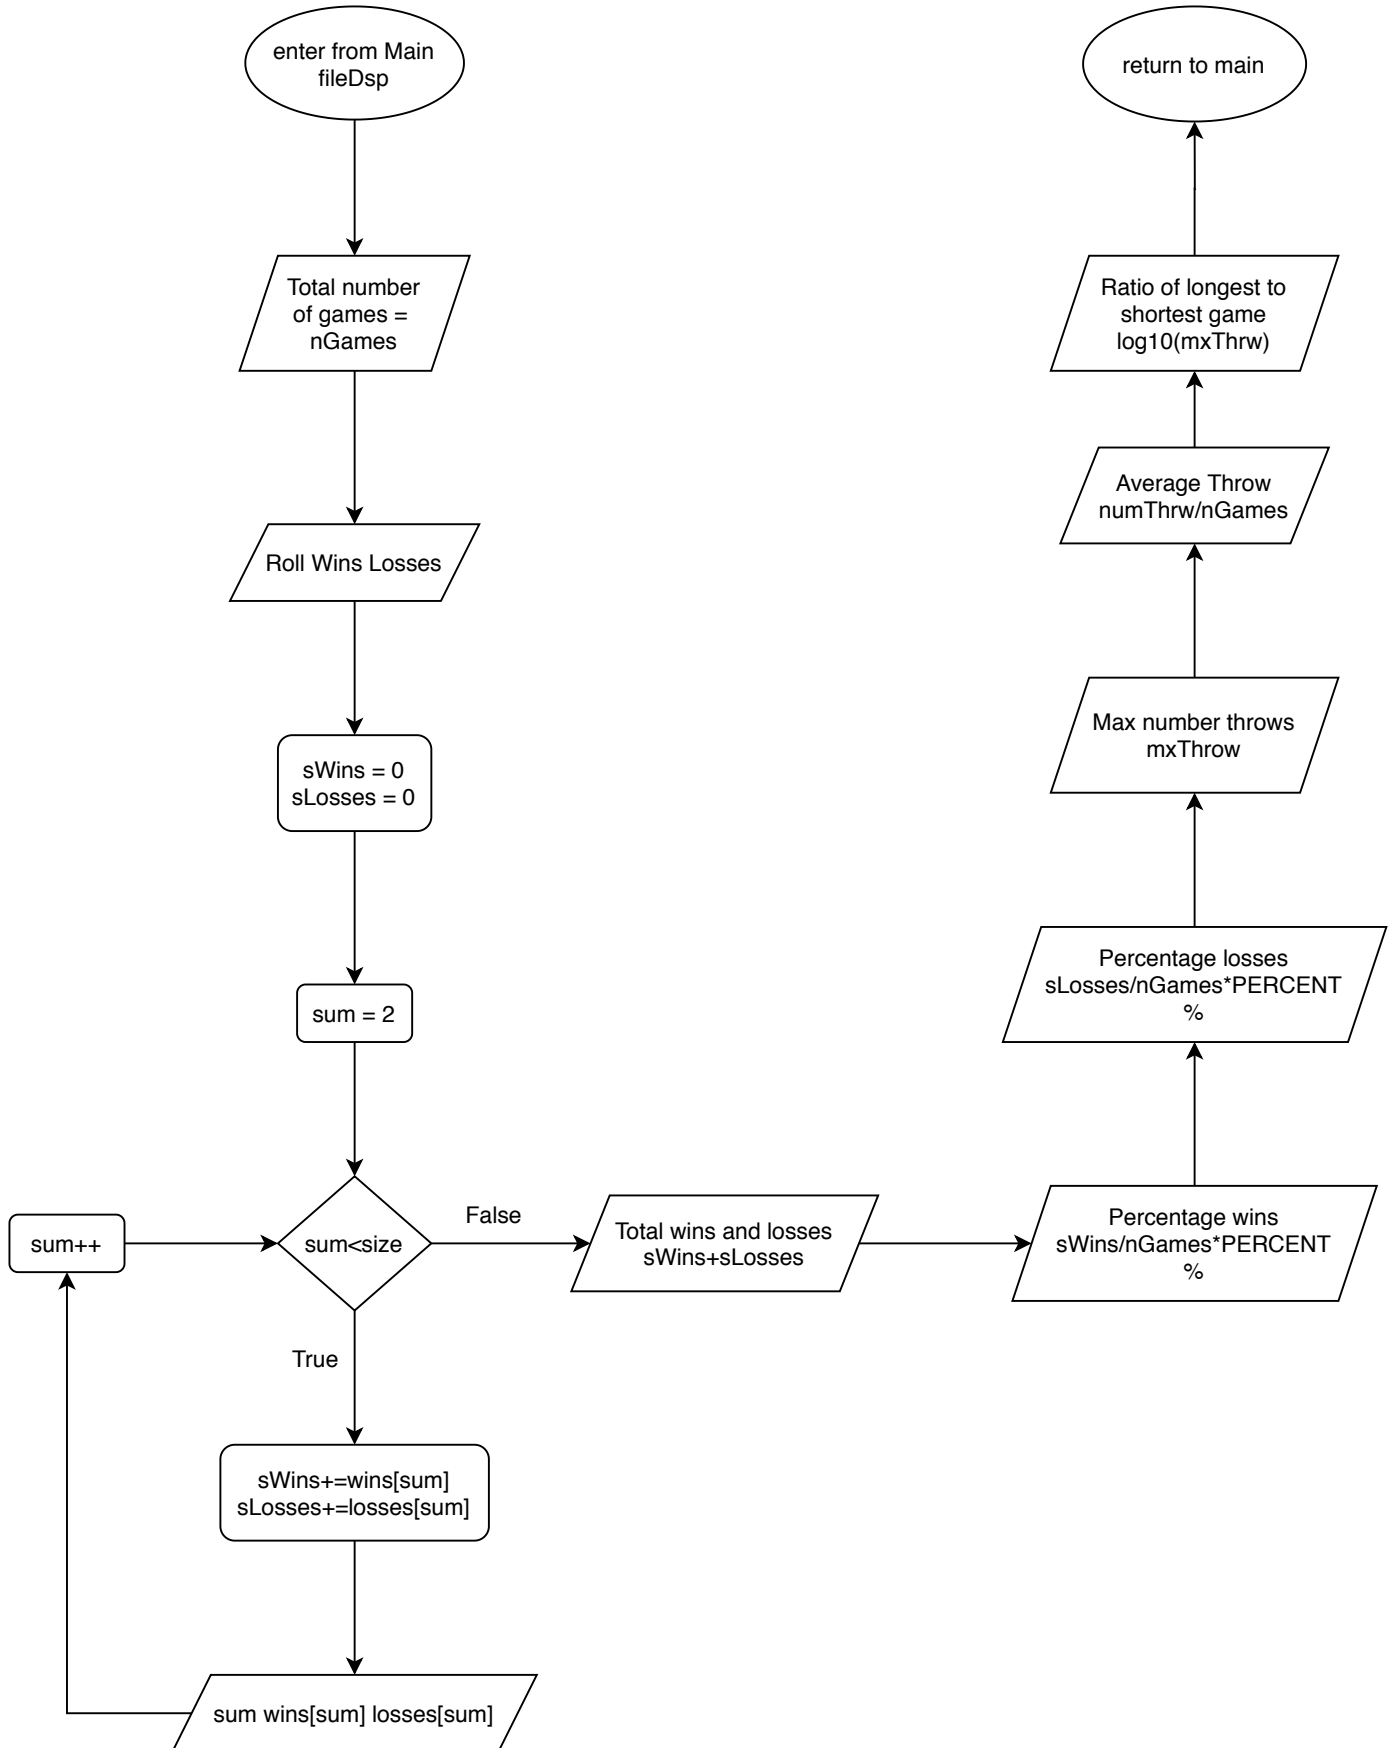 enter from Main
fileDsp
Total number
of games =
nGames
Roll Wins Losses
sWins = 0
sLosses = 0
sum = 2
sum++
sum<size
False
True
sWins+=wins[sum]
sLosses+=losses[sum]
sum wins[sum] losses[sum]
Total wins and losses
sWins+sLosses
Percentage wins
sWins/nGames*PERCENT
%
Percentage losses
sLosses/nGames*PERCENT
%
Max number throws
mxThrow
Average Throw
numThrw/nGames
Ratio of longest to
shortest game
log10(mxThrw)
return to main